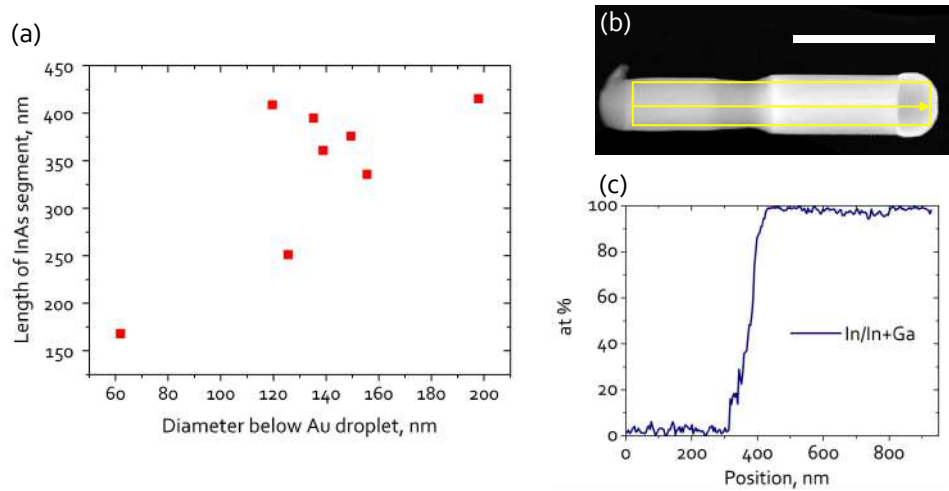 (a)
450
400
350
300
250
200
150
Length of InAs segment, nm
60 80 100 120 140 160 180 200
Diameter below Au droplet, nm
(b)
(c)
100
80
60
40
20
0
at %
In/In+Ga
0 200 400 600 800
Position, nm